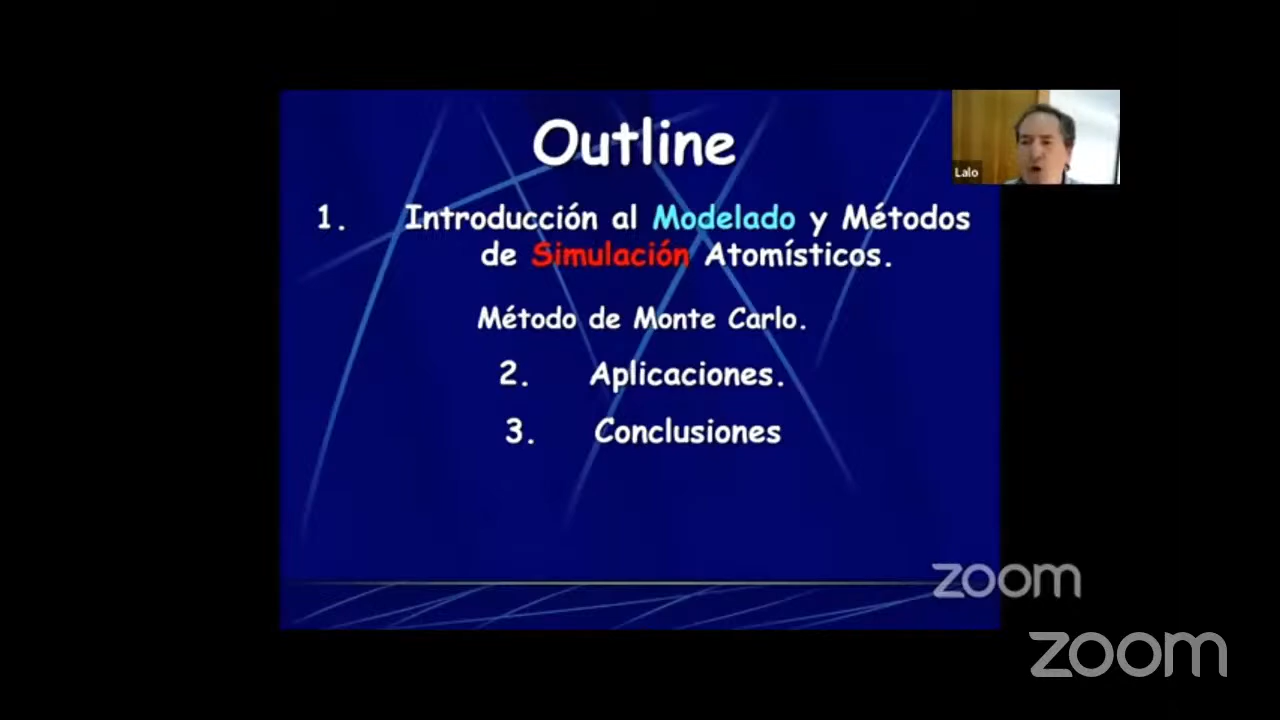 Outline
Lalo
1. Introducción al Modelado y Métodos
de Simulación Atomísticos.
Método de Monte Carlo.
2. Aplicaciones.
3. Conclusiones
zoom
zoom